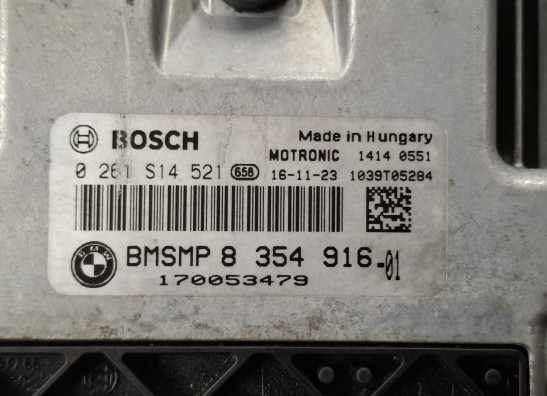 BOSCH
Made in Hungary
MOTRONIC 1414 0551
0 261 S14 521 658 16-11-23 1039T05284
BMW
BMSMP 8 354 916-01
170053479